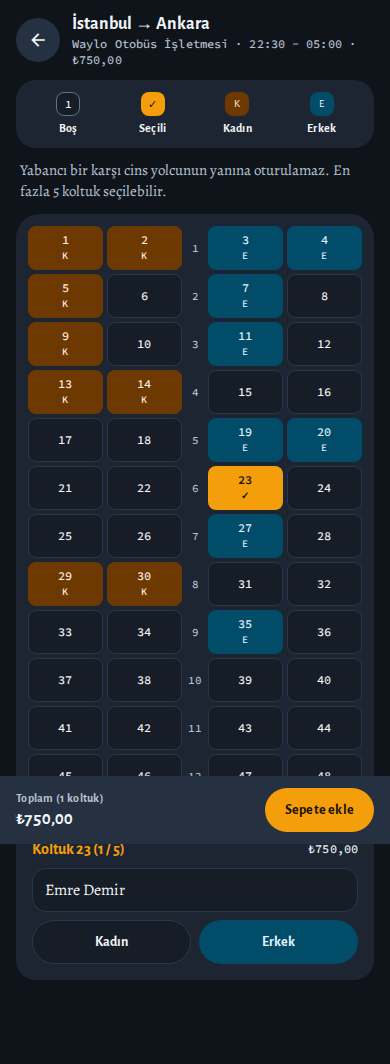 İstanbul → Ankara
Waylo Otobüs İşletmesi · 22:30 – 05:00 ·
₺750,00
1 ✓ K E
Boş Seçili Kadın Erkek
Yabancı bir karşı cins yolcunun yanına oturulamaz. En
fazla 5 koltuk seçilebilir.
1 K 2 K 1 3 E 4 E
5 K 6 2 7 E 8
9 K 10 3 11 E 12
13 K 14 K 4 15 16
17 18 5 19 E 20 E
21 22 6 23 ✓ 24
25 26 7 27 E 28
29 K 30 K 8 31 32
33 34 9 35 E 36
37 38 10 39 40
41 42 11 43 44
45 46 12 47 48
Toplam (1 koltuk)
₺750,00
Sepete ekle
Koltuk 23 (1 / 5) ₺750,00
Emre Demir
Kadın Erkek